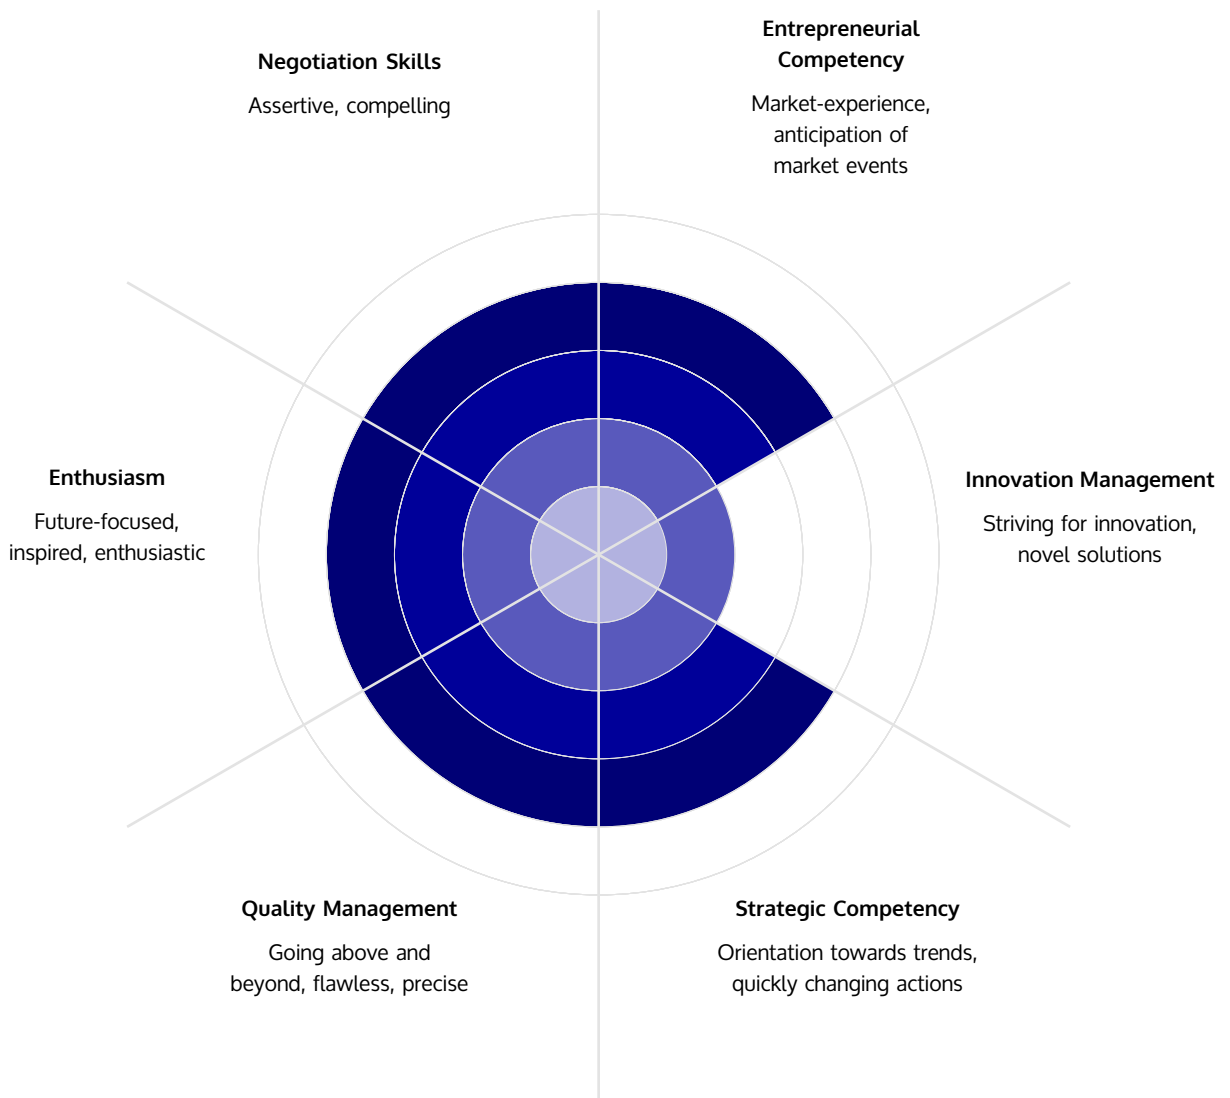 Negotiation Skills
Assertive, compelling
Entrepreneurial
Competency
Market-experience,
anticipation of
market events
Enthusiasm
Future-focused,
inspired, enthusiastic
Innovation Management
Striving for innovation,
novel solutions
Quality Management
Going above and
beyond, flawless, precise
Strategic Competency
Orientation towards trends,
quickly changing actions